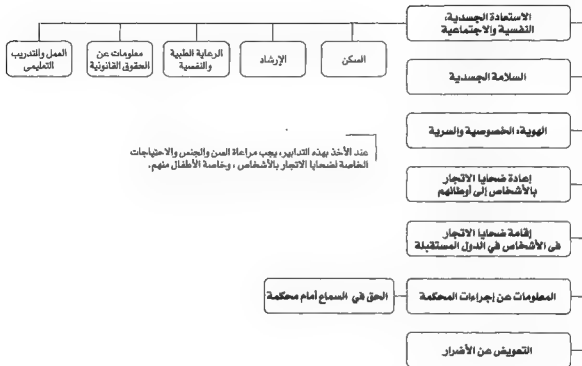 الاستعادة الجسدية،
النفسية والاجتماعية
السكن
الإرشاد
الرعاية الطبية
والنفسية
معلومات عن
الحقوق القانونية
العمل والتدريب
التعليمى
السلامة الجسدية
الهوية، الخصوصية والسرية
عند الأخذ بهذه التدابير، يجب مراعاة السن والجنس والاحتياجات
الخاصة لضحايا الاتجار بالأشخاص ، وخاصة الأطفال منهم.
إعادة ضحايا الاتجار
بالأشخاص إلى أوطانهم
إقامة ضحايا الاتجار
فى الأشخاص في الدول المستقبلة
المعلومات عن إجراءات المحكمة
الحق في السماع أمام محكمة
التعويض عن الأضرار